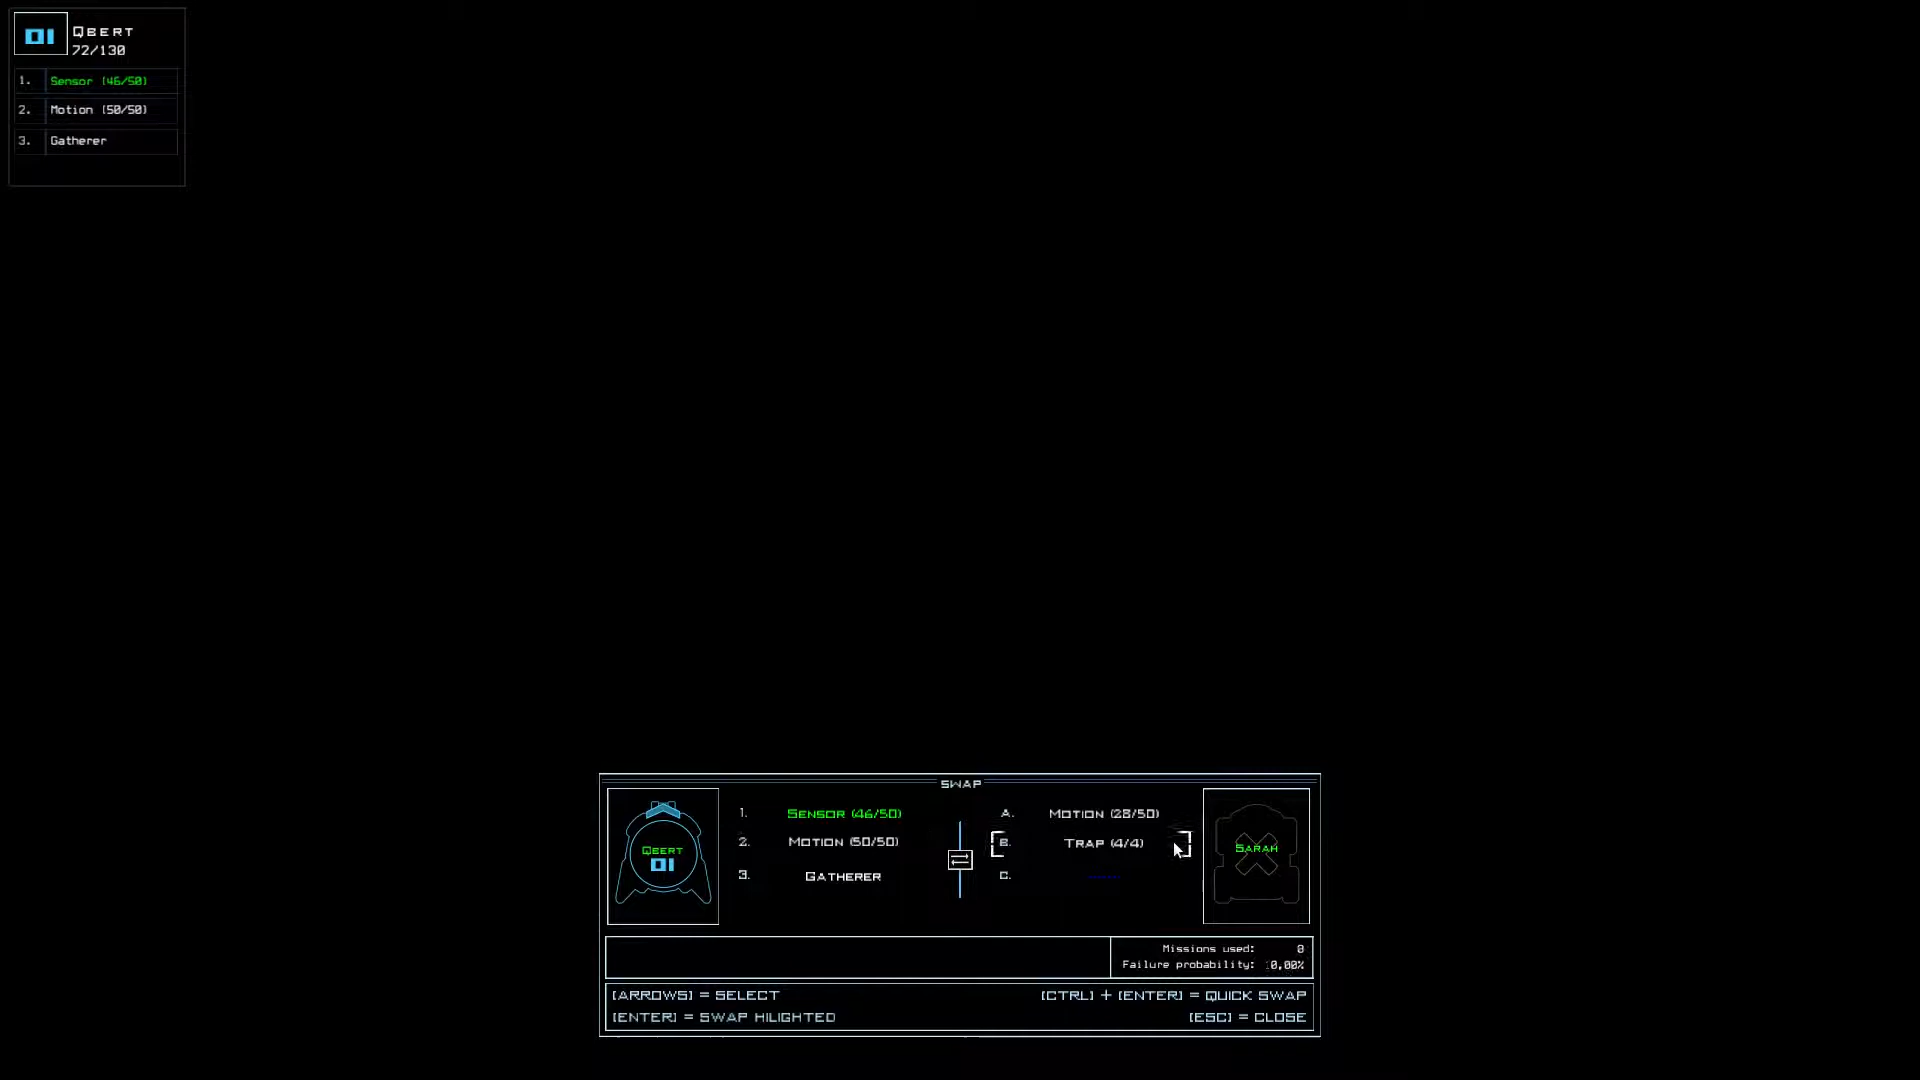 01 Qbert
72/130
1. Sensor (46/50)
2. Motion (50/50)
3. Gatherer
SWAP
Qbert
01
1. Sensor (46/50)
2. Motion (50/50)
3. Gatherer
A. Motion (28/50)
B. Trap (4/4)
C.
Sarah
Missions used: 0
Failure probability: 0,00%
[ARROWS] = SELECT
[CTRL] + [ENTER] = QUICK SWAP
[ENTER] = SWAP HILIGHTED
[ESC] = CLOSE